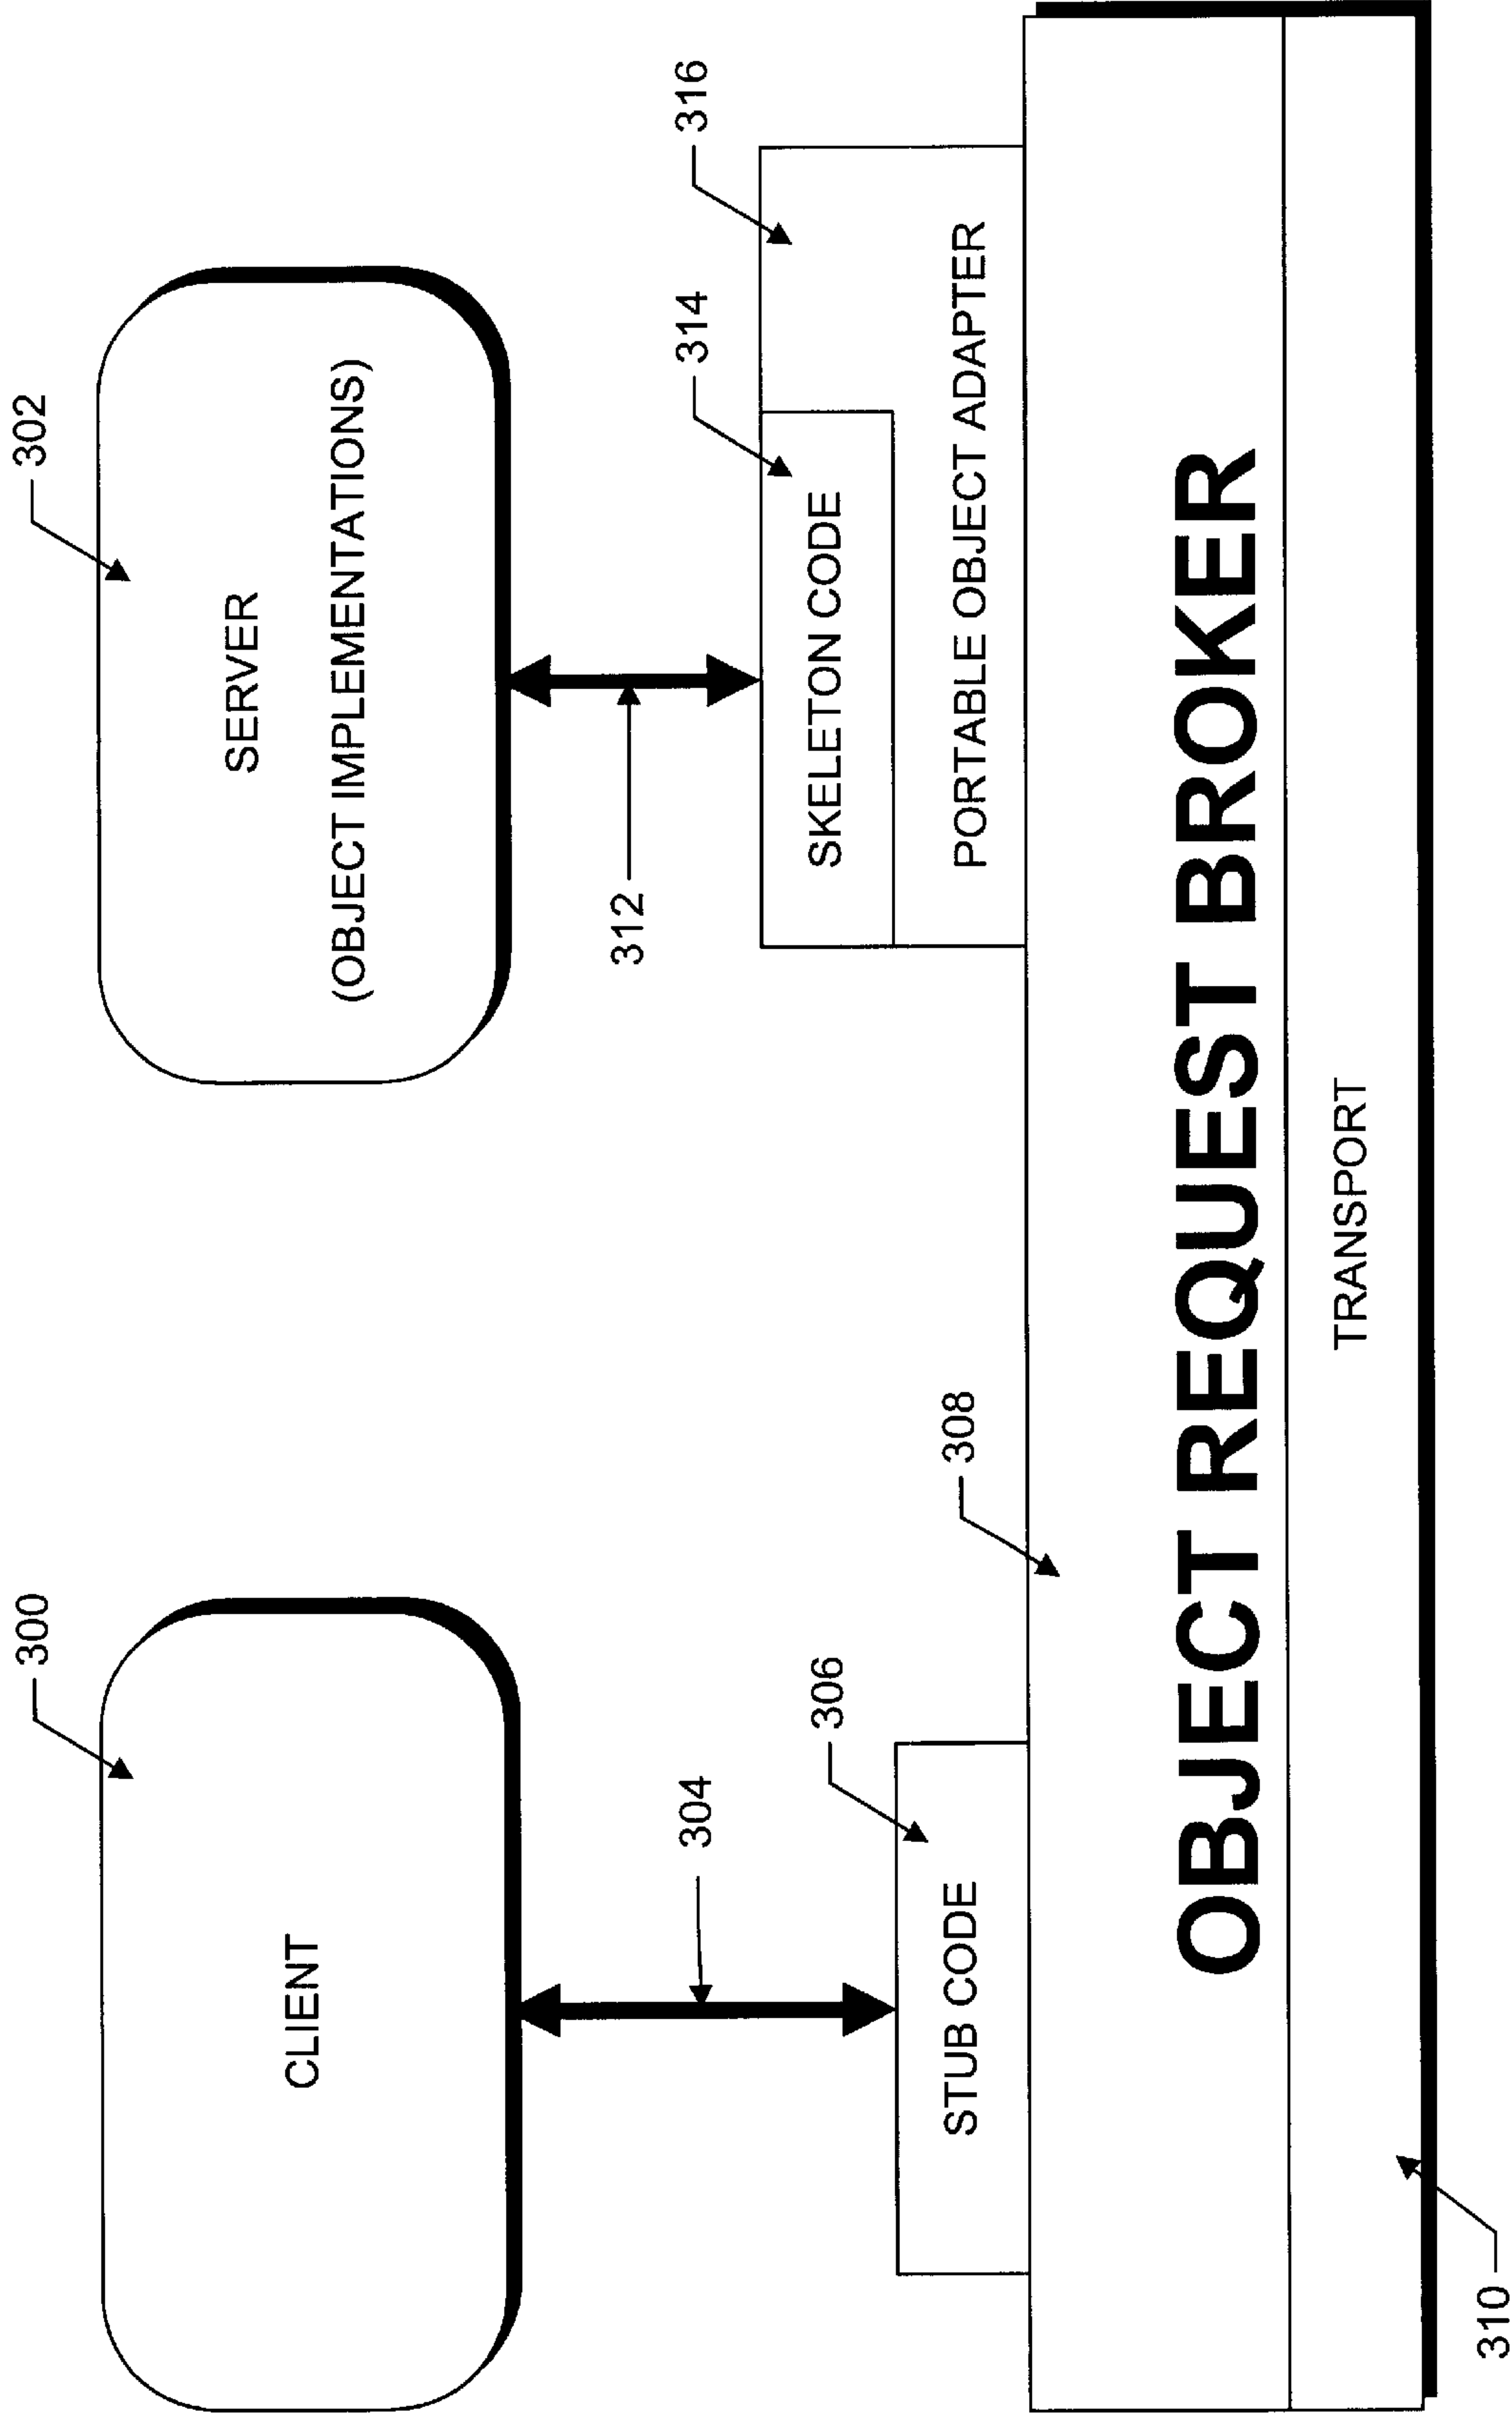 300
302
CLIENT
SERVER
(OBJECT IMPLEMENTATIONS)
304
312
306
314
316
STUB CODE
SKELETON CODE
PORTABLE OBJECT ADAPTER
308
OBJECT REQUEST BROKER
TRANSPORT
310